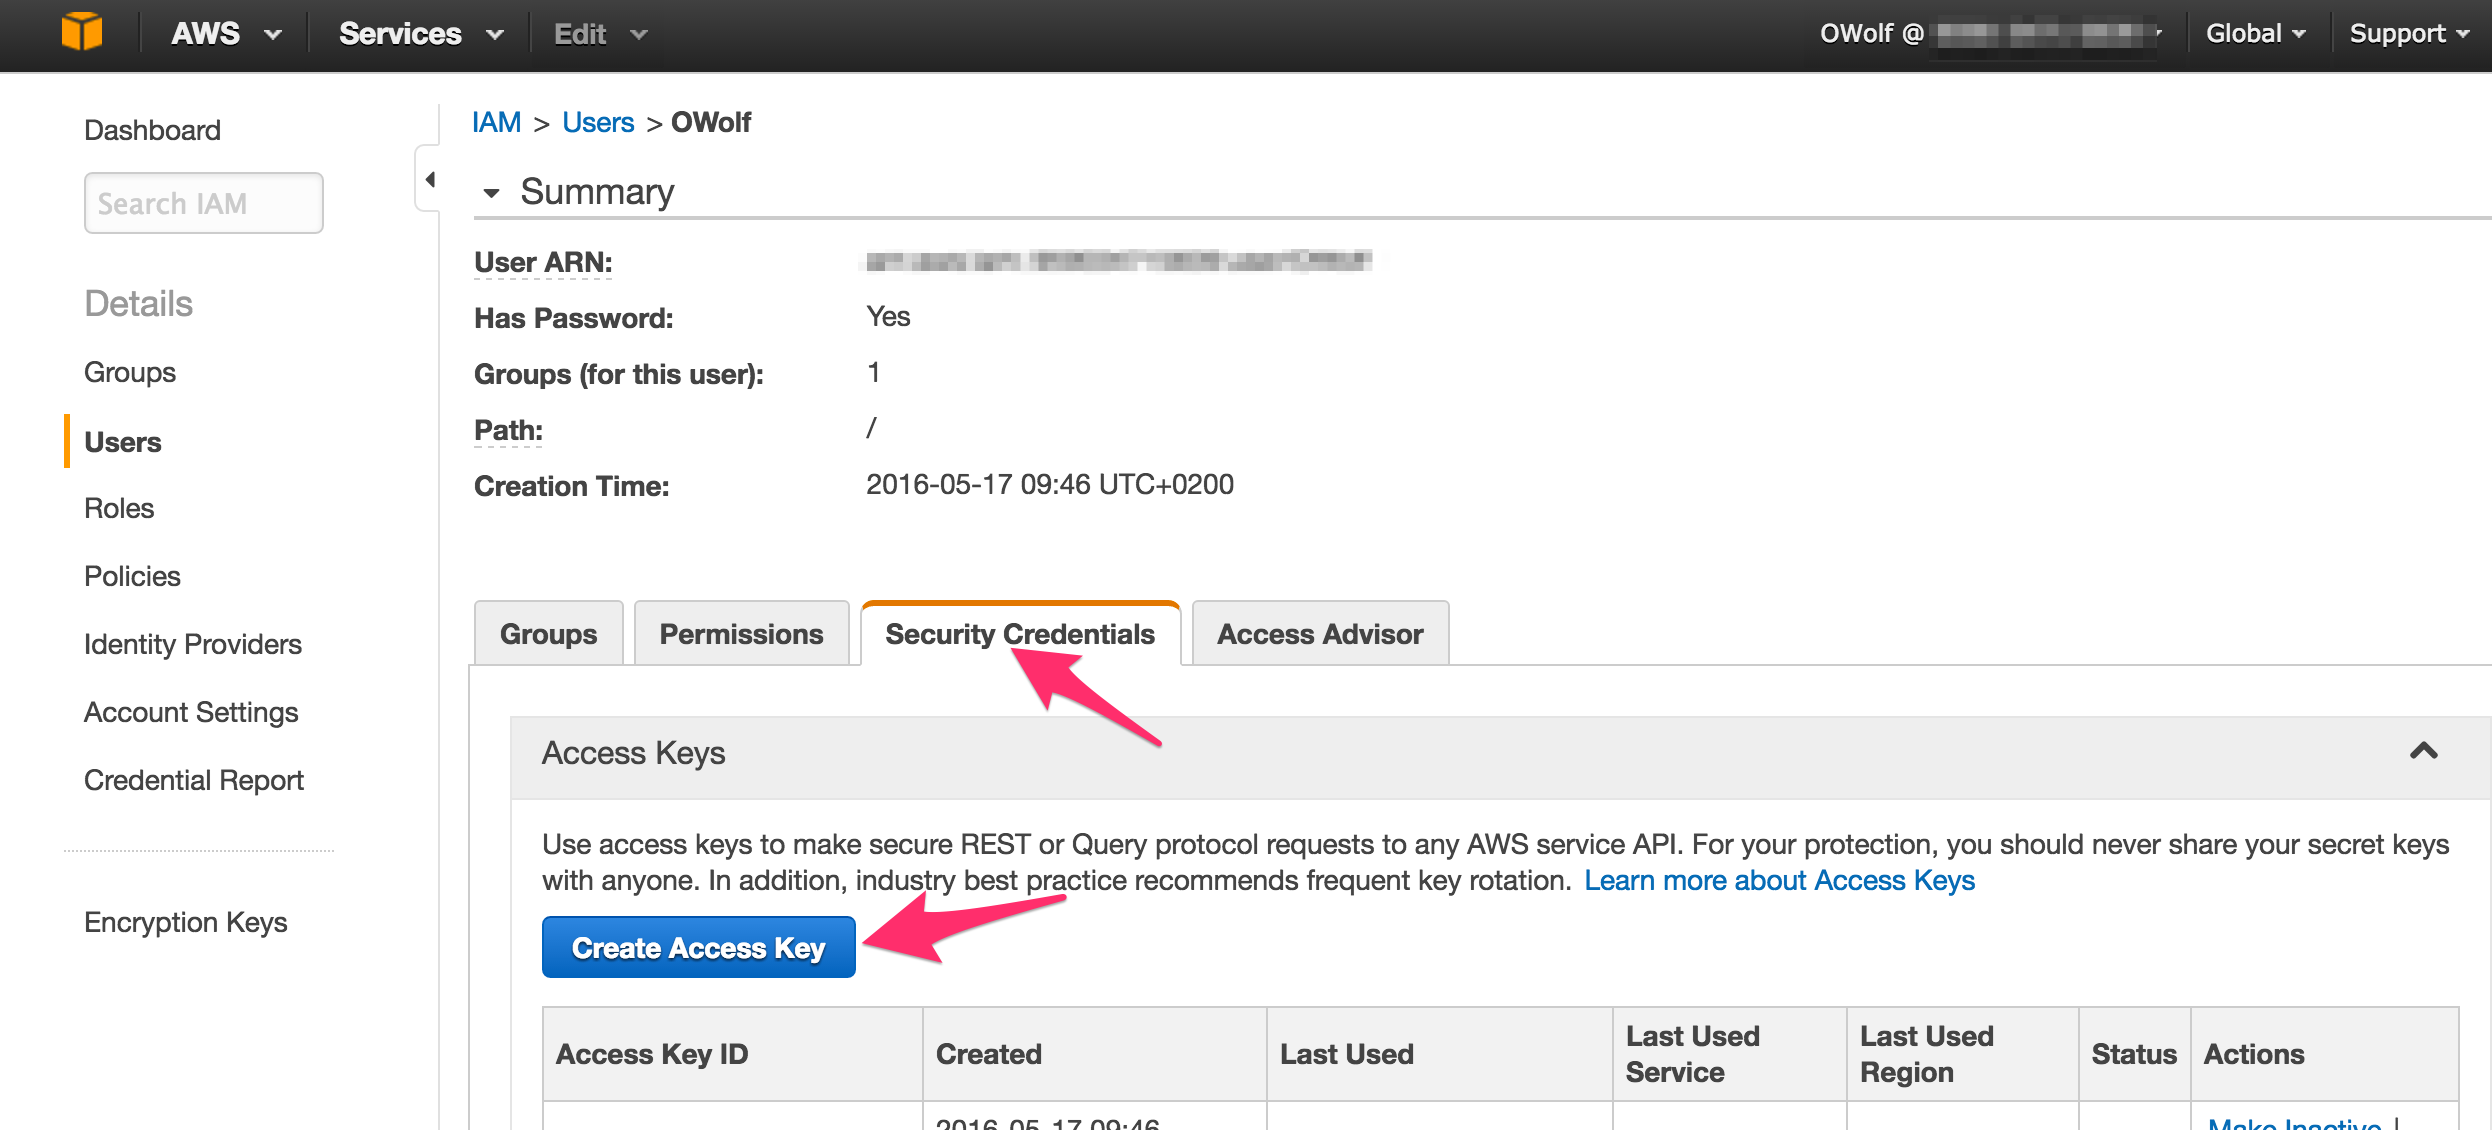 AWS Services Edit OWolf @ Global Support
Dashboard
Search IAM
Details
Groups
Users
Roles
Policies
Identity Providers
Account Settings
Credential Report
Encryption Keys
IAM > Users > OWolf
Summary
User ARN:
Has Password: Yes
Groups (for this user): 1
Path: /
Creation Time: 2016-05-17 09:46 UTC+0200
Groups Permissions Security Credentials Access Advisor
Access Keys
Use access keys to make secure REST or Query protocol requests to any AWS service API. For your protection, you should never share your secret keys
with anyone. In addition, industry best practice recommends frequent key rotation. Learn more about Access Keys
Create Access Key
Access Key ID Created Last Used Last Used Service Last Used Region Status Actions
2016-05-17 09:46 Make Inactive |